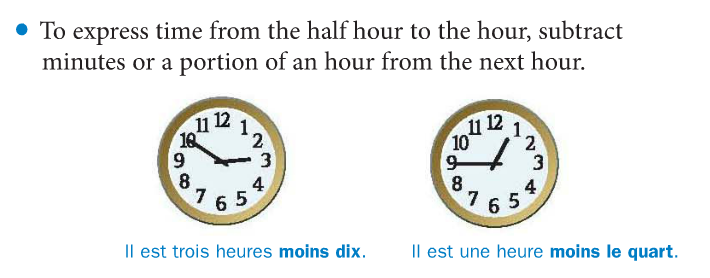 • To express time from the half hour to the hour, subtract
minutes or a portion of an hour from the next hour.
11 12 1
10 2
9 3
8 4
7 6 5
11 12 1
10 2
9 3
8 4
7 6 5
Il est trois heures moins dix.
Il est une heure moins le quart.